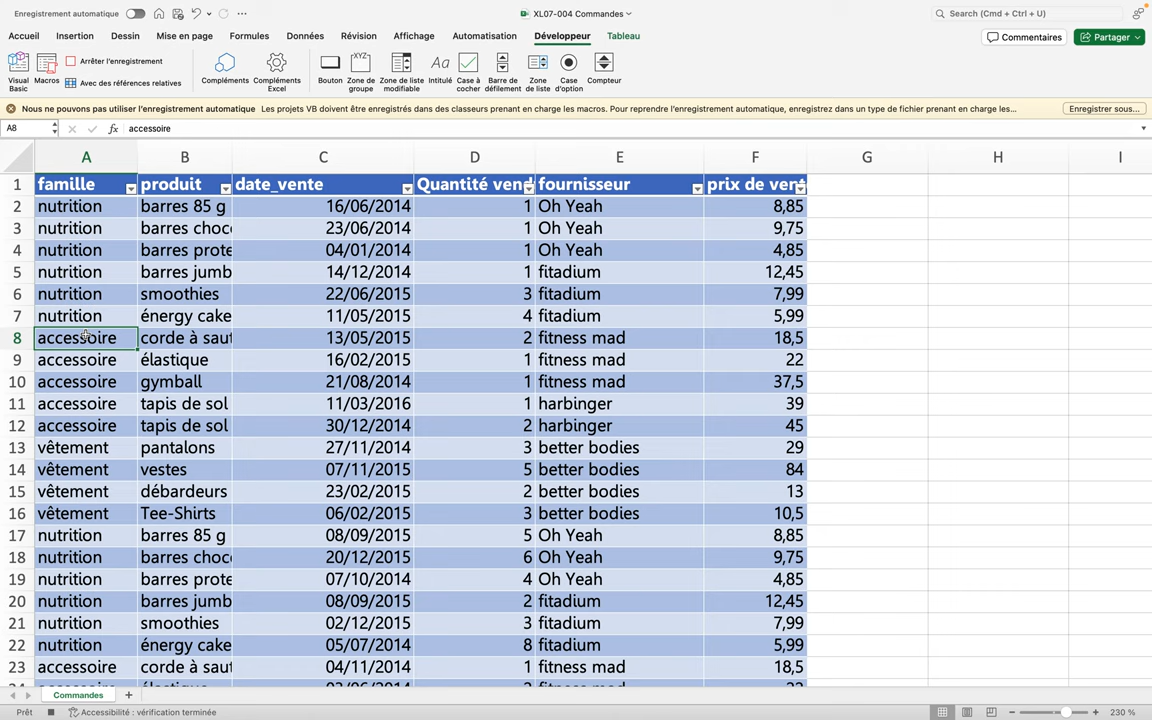 Enregistrement automatique
XL07-004 Commandes
Search (Cmd + Ctrl + U)
Accueil Insertion Dessin Mise en page Formules Données Révision Affichage Automatisation Développeur Tableau
Commentaires Partager
Visual Basic
Macros
Arrêter l'enregistrement
Avec des références relatives
Compléments
Compléments Excel
Bouton
Zone de groupe
Zone de liste modifiable
Aa
Intitulé
Case à cocher
Barre de défilement
Zone de liste
Case d'option
Compteur
XYZ
Nous ne pouvons pas utiliser l'enregistrement automatique Les projets VB doivent être enregistrés dans des classeurs prenant en charge les macros. Pour reprendre l'enregistrement automatique, enregistrez dans un type de fichier prenant en charge les... Enregistrer sous...
A8 fx accessoire
A B C D E F G H I
1 famille produit date_vente Quantité vend fournisseur prix de vent
2 nutrition barres 85 g 16/06/2014 1 Oh Yeah 8,85
3 nutrition barres choc 23/06/2014 1 Oh Yeah 9,75
4 nutrition barres prote 04/01/2014 1 Oh Yeah 4,85
5 nutrition barres jumb 14/12/2014 1 fitadium 12,45
6 nutrition smoothies 22/06/2015 3 fitadium 7,99
7 nutrition énergy cake 11/05/2015 4 fitadium 5,99
8 accessoire corde à saut 13/05/2015 2 fitness mad 18,5
9 accessoire élastique 16/02/2015 1 fitness mad 22
10 accessoire gymball 21/08/2014 1 fitness mad 37,5
11 accessoire tapis de sol 11/03/2016 1 harbinger 39
12 accessoire tapis de sol 30/12/2014 2 harbinger 45
13 vêtement pantalons 27/11/2014 3 better bodies 29
14 vêtement vestes 07/11/2015 5 better bodies 84
15 vêtement débardeurs 23/02/2015 2 better bodies 13
16 vêtement Tee-Shirts 06/02/2015 3 better bodies 10,5
17 nutrition barres 85 g 08/09/2015 5 Oh Yeah 8,85
18 nutrition barres choc 20/12/2015 6 Oh Yeah 9,75
19 nutrition barres prote 07/10/2014 4 Oh Yeah 4,85
20 nutrition barres jumb 08/09/2015 2 fitadium 12,45
21 nutrition smoothies 02/12/2015 3 fitadium 7,99
22 nutrition énergy cake 05/07/2014 8 fitadium 5,99
23 accessoire corde à saut 04/11/2014 1 fitness mad 18,5
Commandes
Prêt Accessibilité : vérification terminée 230 %